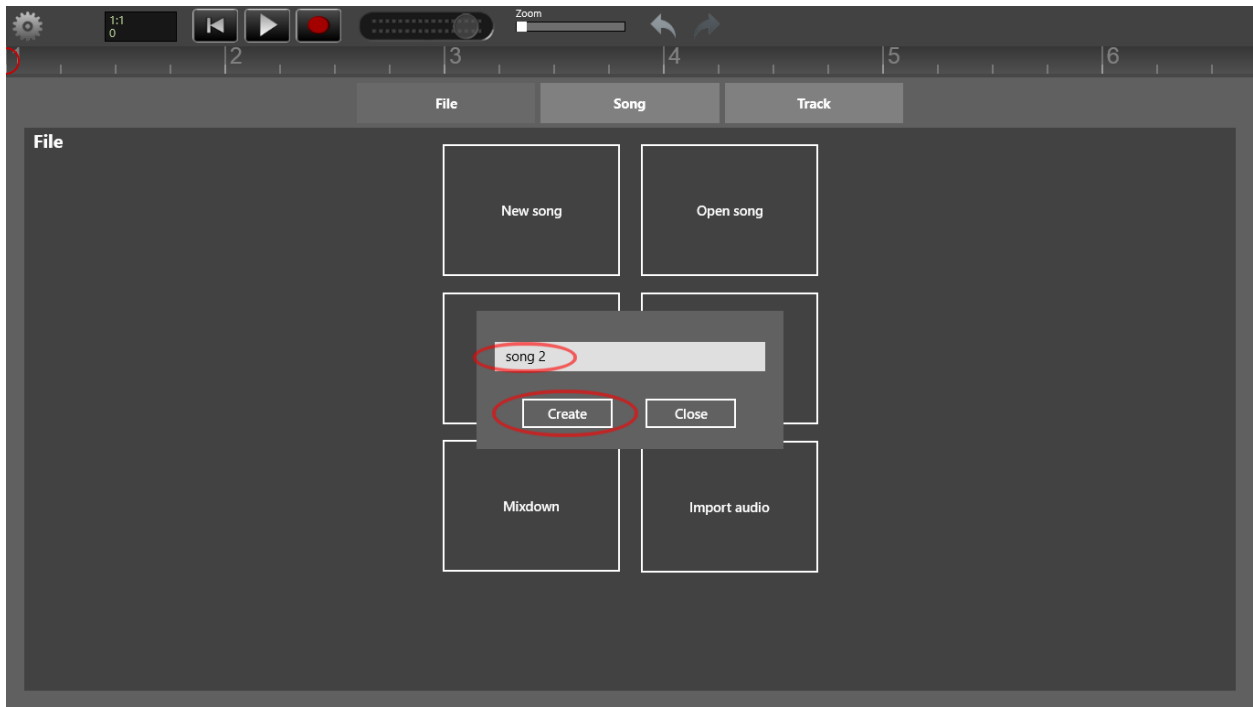 Zoom
1:1
0
2
3
4
5
6
File
Song
Track
File
New song
Open song
song 2
Create
Close
Mixdown
Import audio